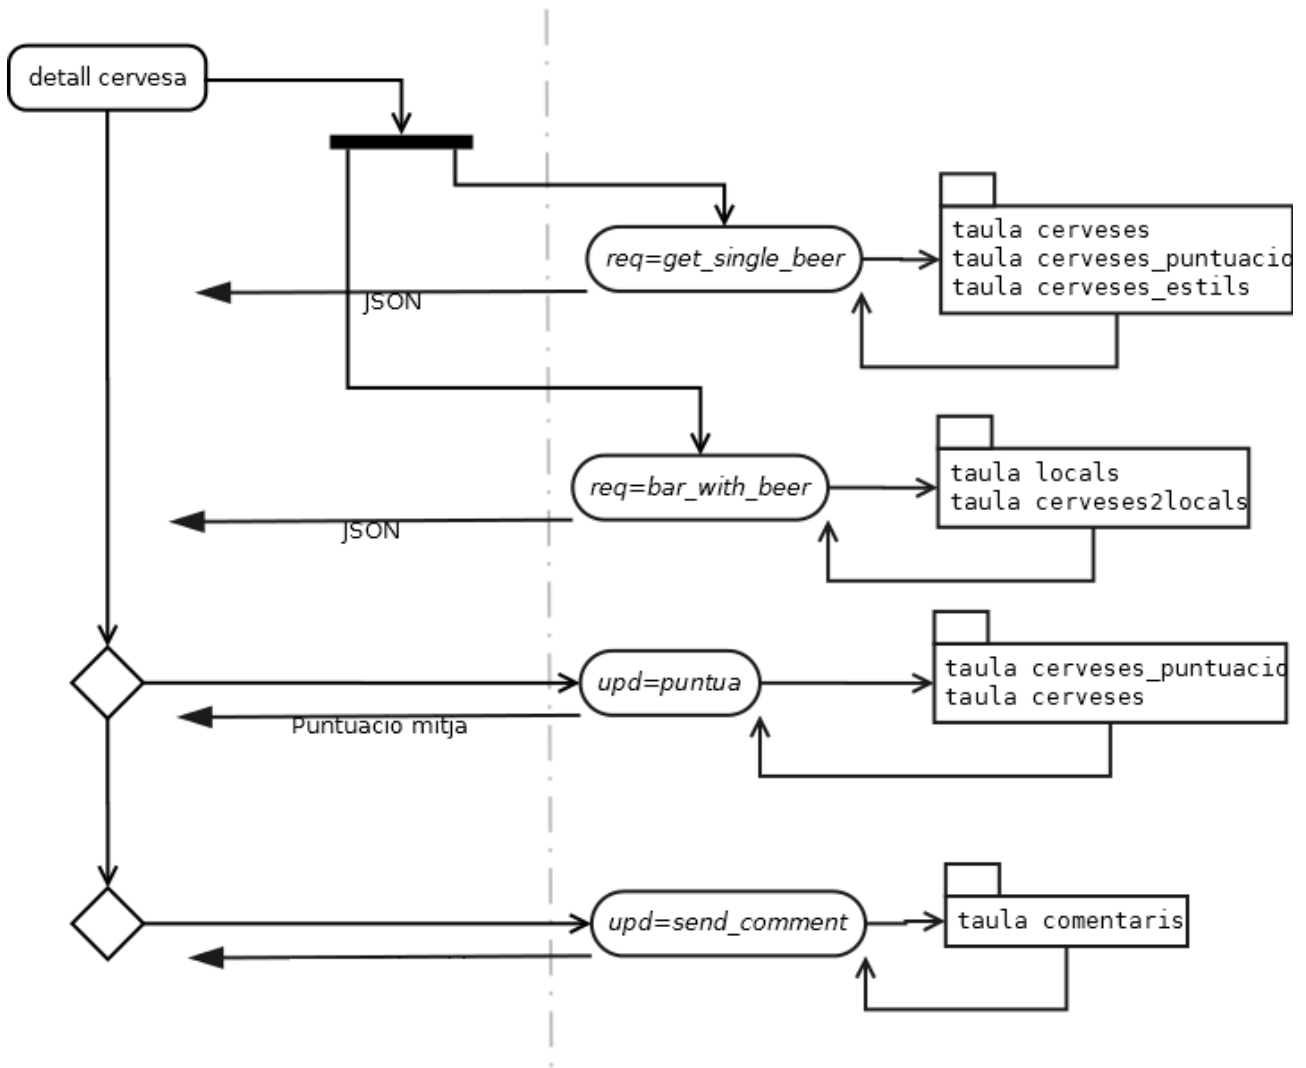 detall cervesa
taula cerveses
req=get_single_beer
taula cerveses_puntuacio
taula cerveses_estils
JSON
taula locals
req=bar_with_beer
taula cerveses2locals
JSON
taula cerveses_puntuacio
upd=puntua
taula cerveses
Puntuacio mitja
upd=send_comment
taula comentaris